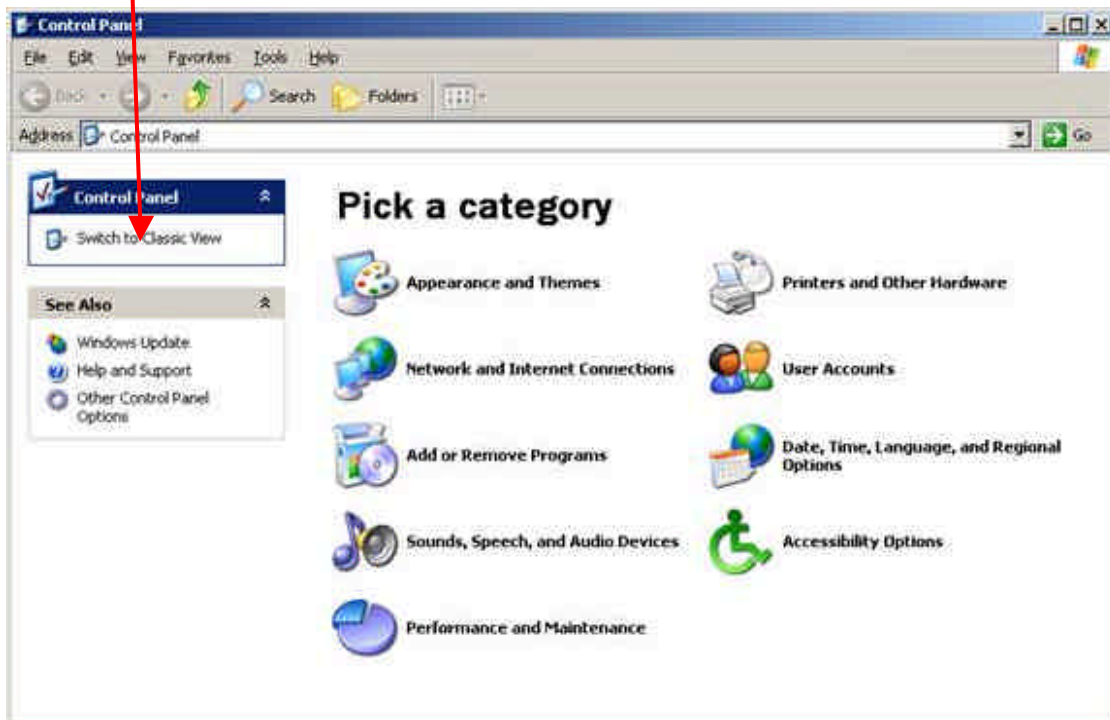 Control Panel
File Edit View Favorites Tools Help
Back Search Folders
Address Control Panel Go
Control Panel
Switch to Classic View
See Also
Windows Update
Help and Support
Other Control Panel
Options
Pick a category
Appearance and Themes
Printers and Other Hardware
Network and Internet Connections
User Accounts
Add or Remove Programs
Date, Time, Language, and Regional
Options
Sounds, Speech, and Audio Devices
Accessibility Options
Performance and Maintenance